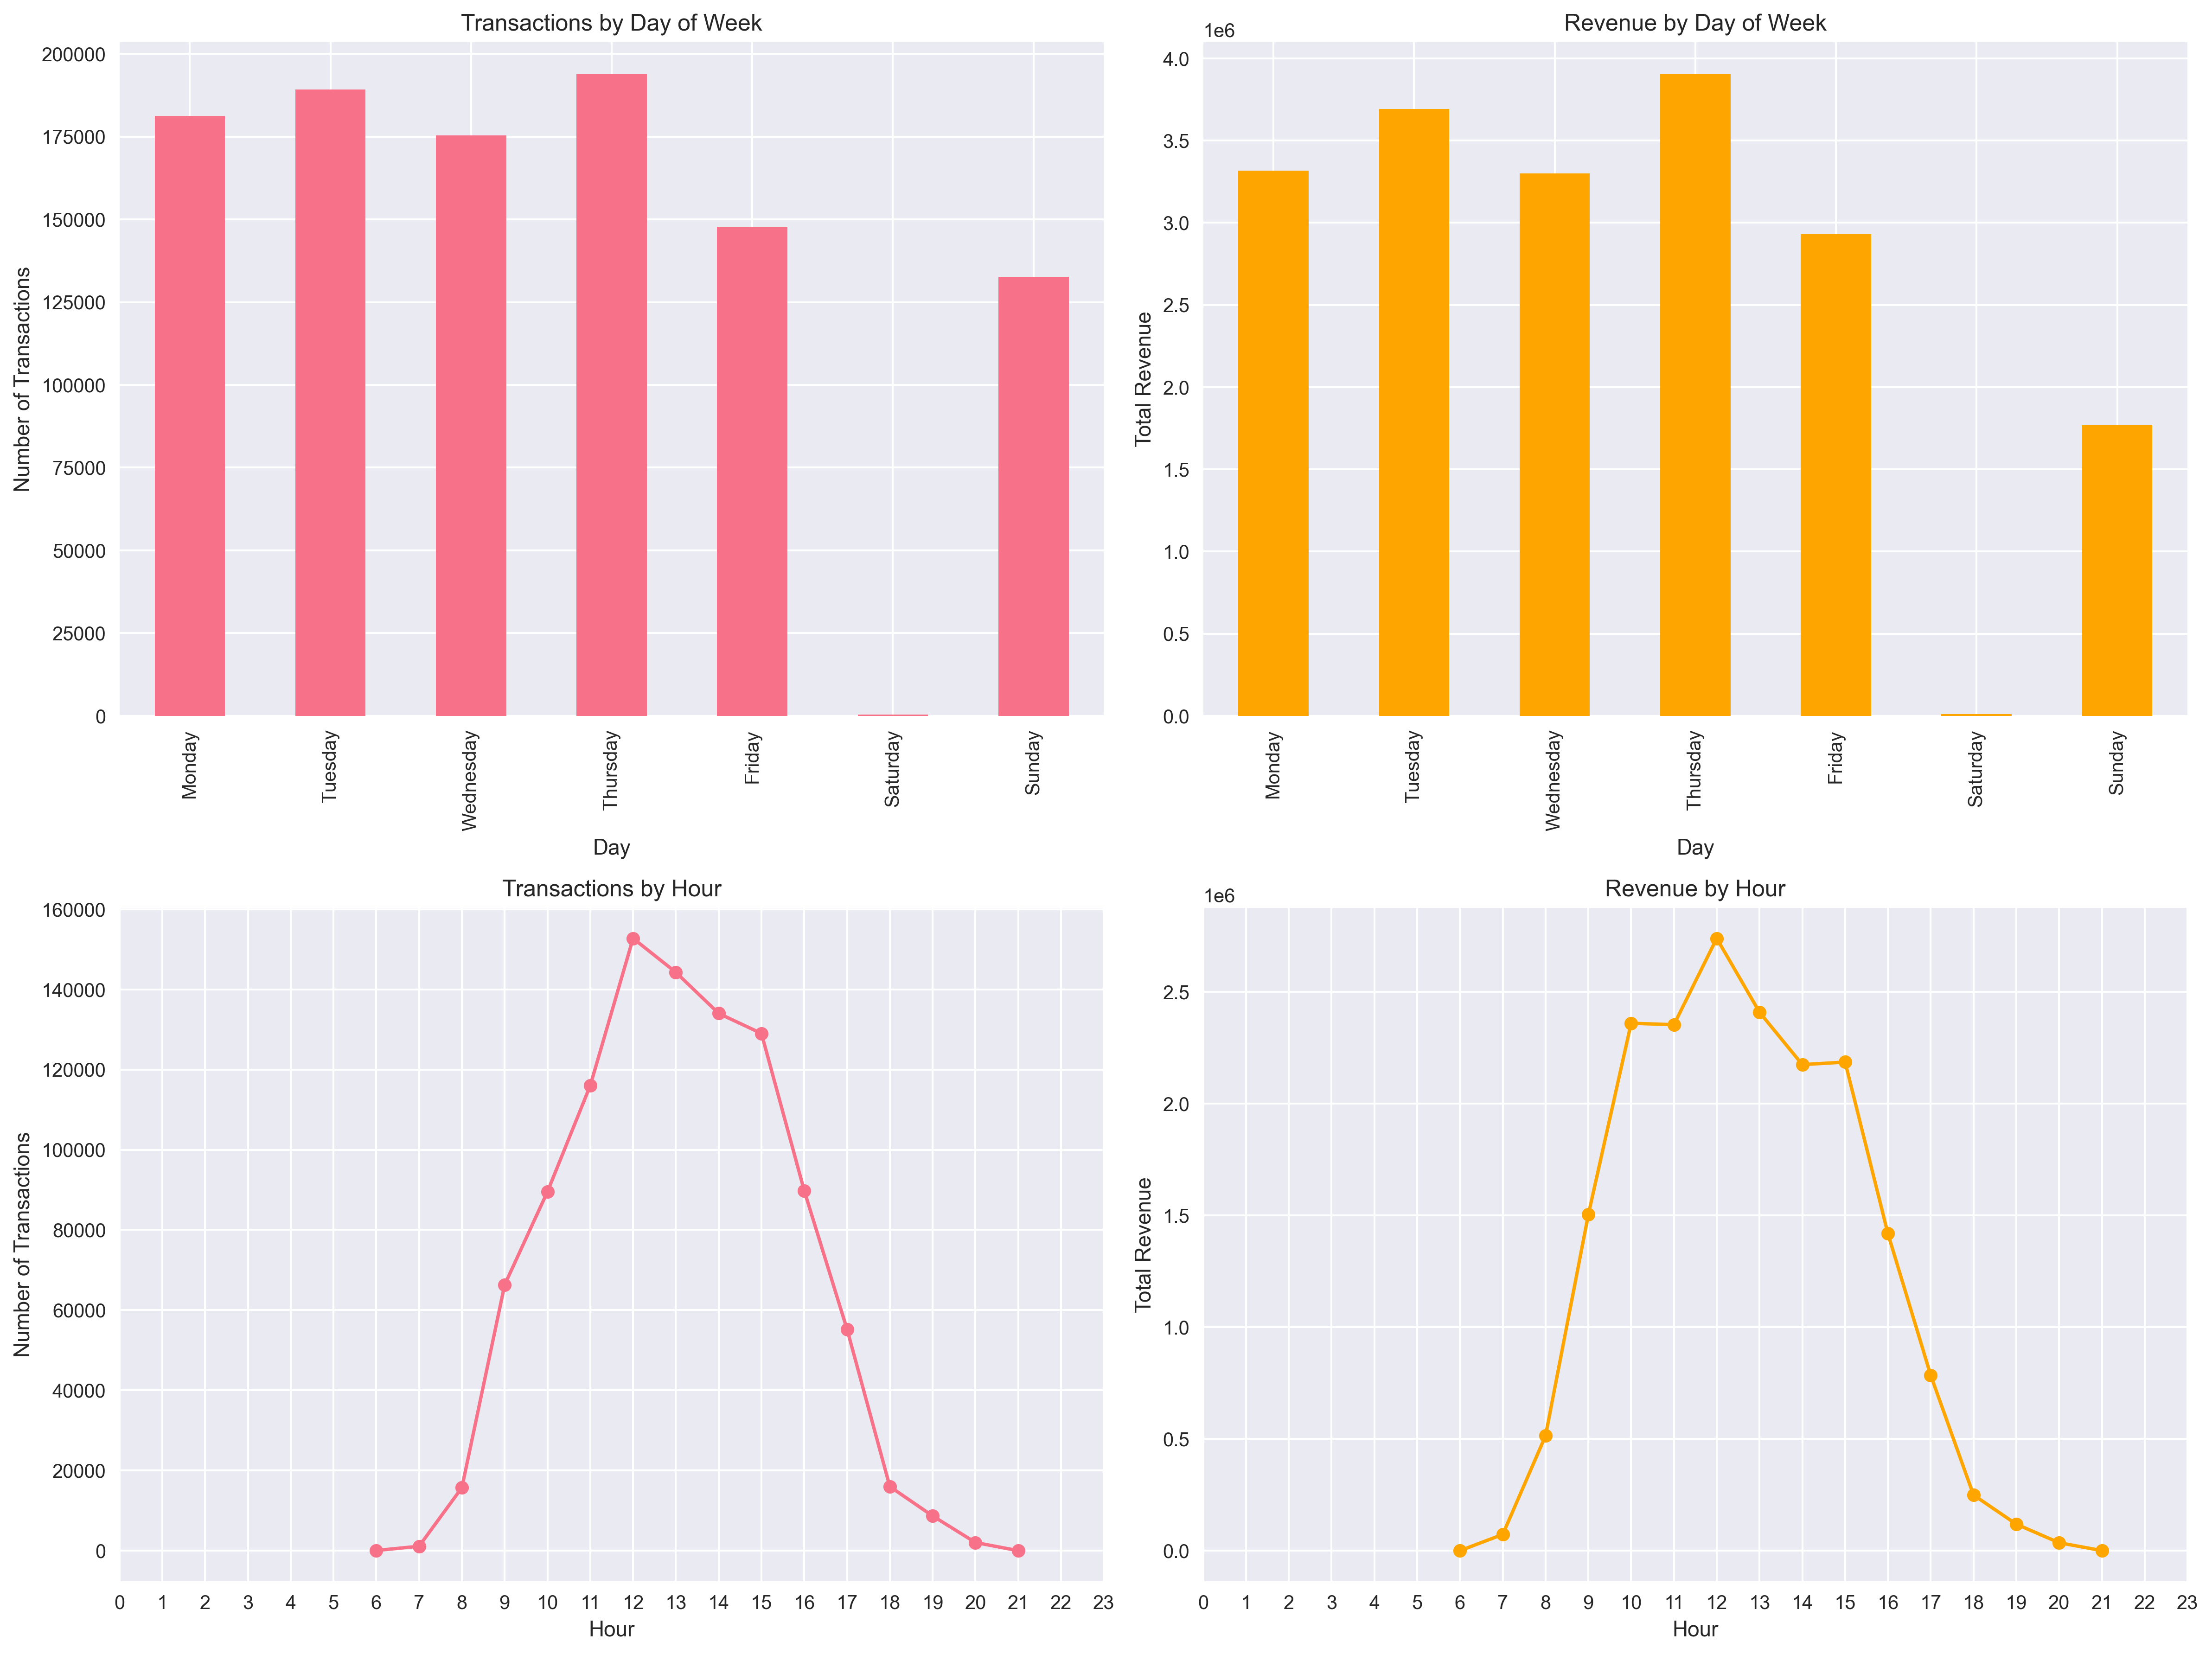 Transactions by Day of Week
Number of Transactions
200000
175000
150000
125000
100000
75000
50000
25000
0
Monday
Tuesday
Wednesday
Thursday
Friday
Saturday
Sunday
Day
Revenue by Day of Week
1e6
Total Revenue
4.0
3.5
3.0
2.5
2.0
1.5
1.0
0.5
0.0
Monday
Tuesday
Wednesday
Thursday
Friday
Saturday
Sunday
Day
Transactions by Hour
Number of Transactions
160000
140000
120000
100000
80000
60000
40000
20000
0
0 1 2 3 4 5 6 7 8 9 10 11 12 13 14 15 16 17 18 19 20 21 22 23
Hour
Revenue by Hour
1e6
Total Revenue
2.5
2.0
1.5
1.0
0.5
0.0
0 1 2 3 4 5 6 7 8 9 10 11 12 13 14 15 16 17 18 19 20 21 22 23
Hour